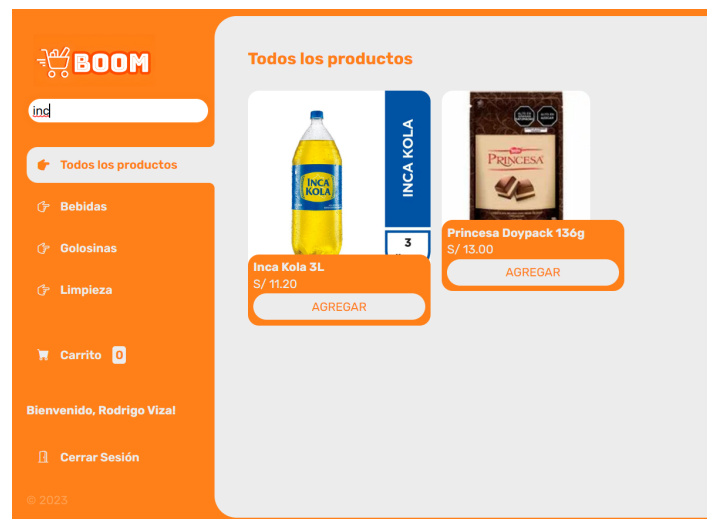 BOOM
inc
Todos los productos
Bebidas
Golosinas
Limpieza
Carrito 0
Bienvenido, Rodrigo Viza!
Cerrar Sesión
© 2023
Todos los productos
INCA
KOLA
INCA KOLA
3
Inca Kola 3L
S/ 11.20
AGREGAR
Nestlé
PRINCESA
Princesa Doypack 136g
S/ 13.00
AGREGAR